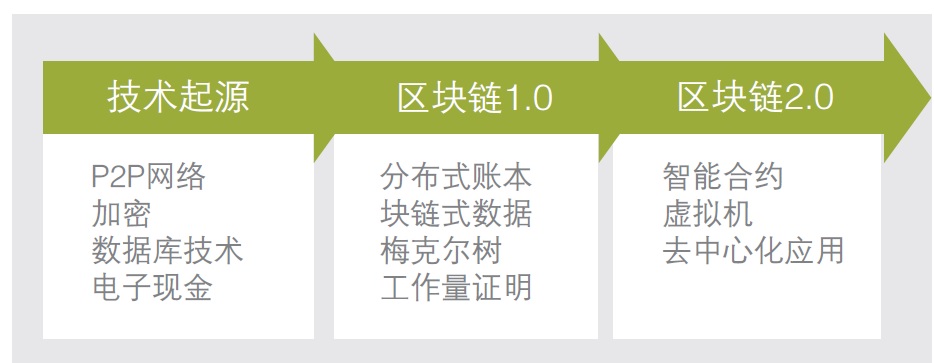 技术起源
P2P网络
加密
数据库技术
电子现金
区块链1.0
分布式账本
块链式数据
梅克尔树
工作量证明
区块链2.0
智能合约
虚拟机
去中心化应用